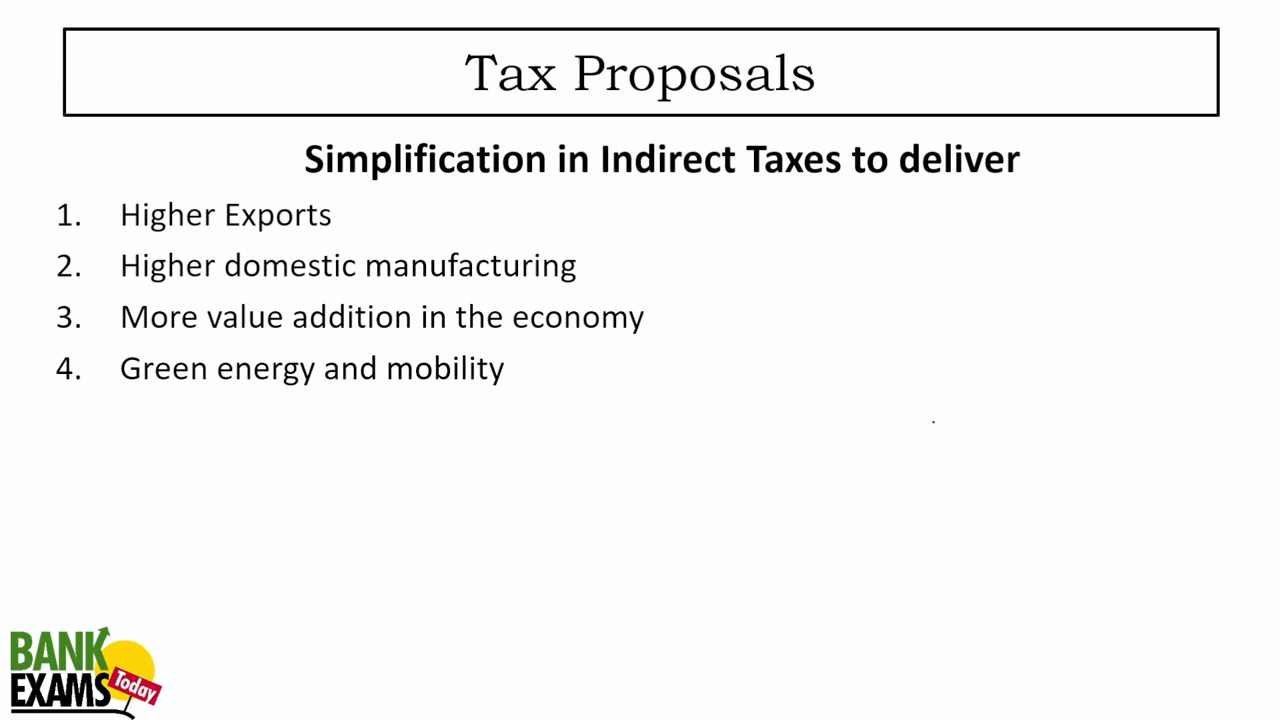 Tax Proposals
Simplification in Indirect Taxes to deliver
1. Higher Exports
2. Higher domestic manufacturing
3. More value addition in the economy
4. Green energy and mobility
BANK
EXAMS
Today